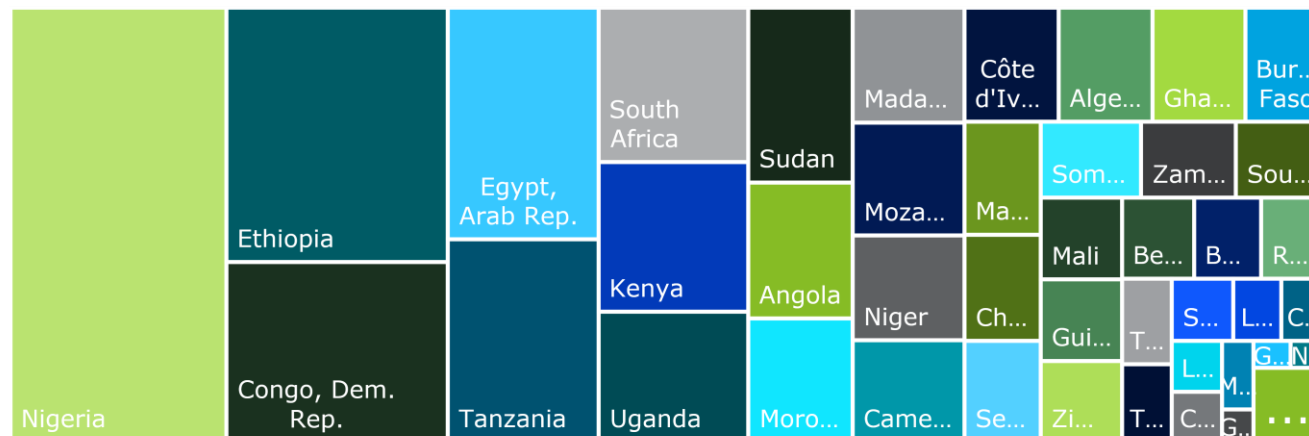 Nigeria
Ethiopia
Congo, Dem.
Rep.
Egypt,
Arab Rep.
Tanzania
South
Africa
Kenya
Uganda
Sudan
Angola
Moro...
Mada...
Moza...
Niger
Came...
Côte
d'Iv...
Alge...
Gha...
Bur...
Faso
Ma...
Ch...
Se...
Som...
Zam...
Sou...
Mali
Be...
B...
R...
Gui...
Zi...
T...
T...
S...
L...
C...
L...
C...
M...
G...
G...
N
...